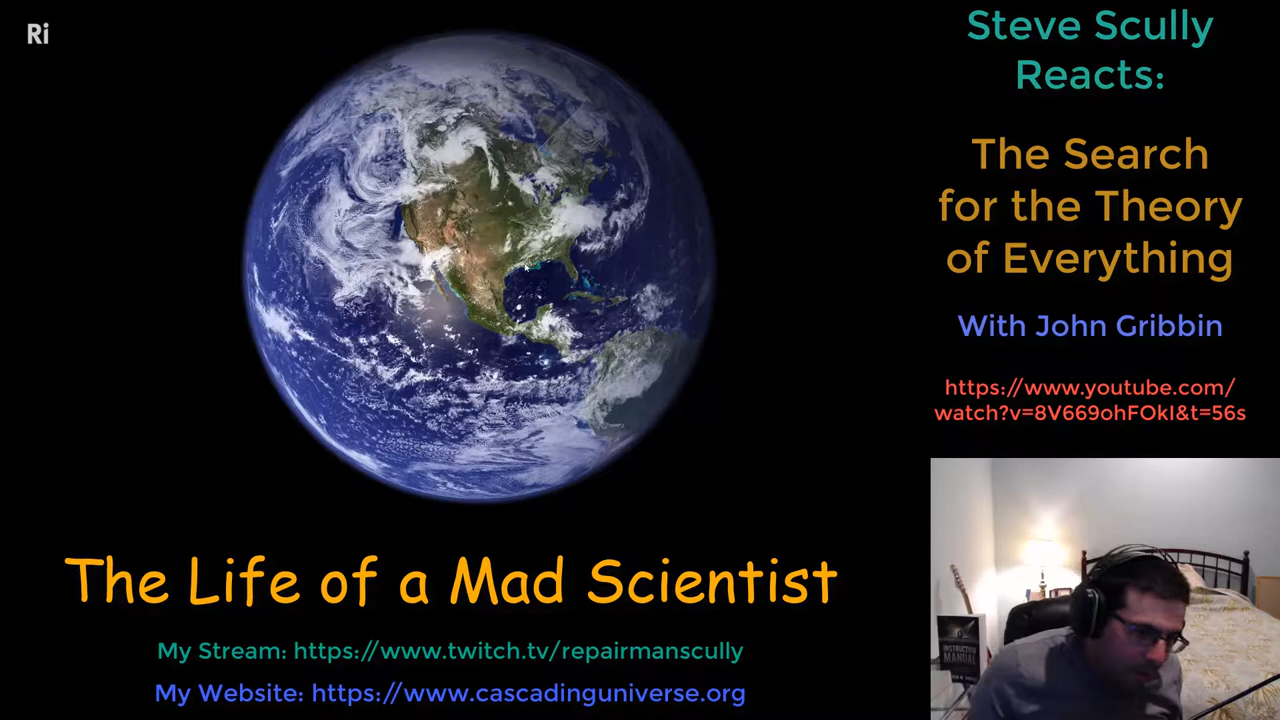 Ri
Steve Scully
Reacts:
The Search
for the Theory
of Everything
With John Gribbin
https://www.youtube.com/
watch?v=8V669ohFOkI&t=56s
The Life of a Mad Scientist
My Stream: https://www.twitch.tv/repairmanscully
My Website: https://www.cascadinguniverse.org
INSTRUCTION
MANUAL